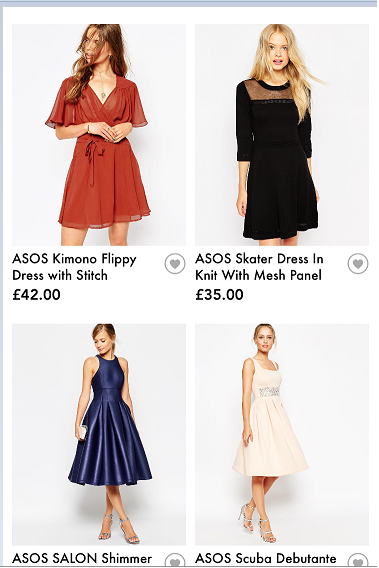 ASOS Kimono Flippy
Dress with Stitch
£42.00
ASOS Skater Dress In
Knit With Mesh Panel
£35.00
ASOS SALON Shimmer
ASOS Scuba Debutante